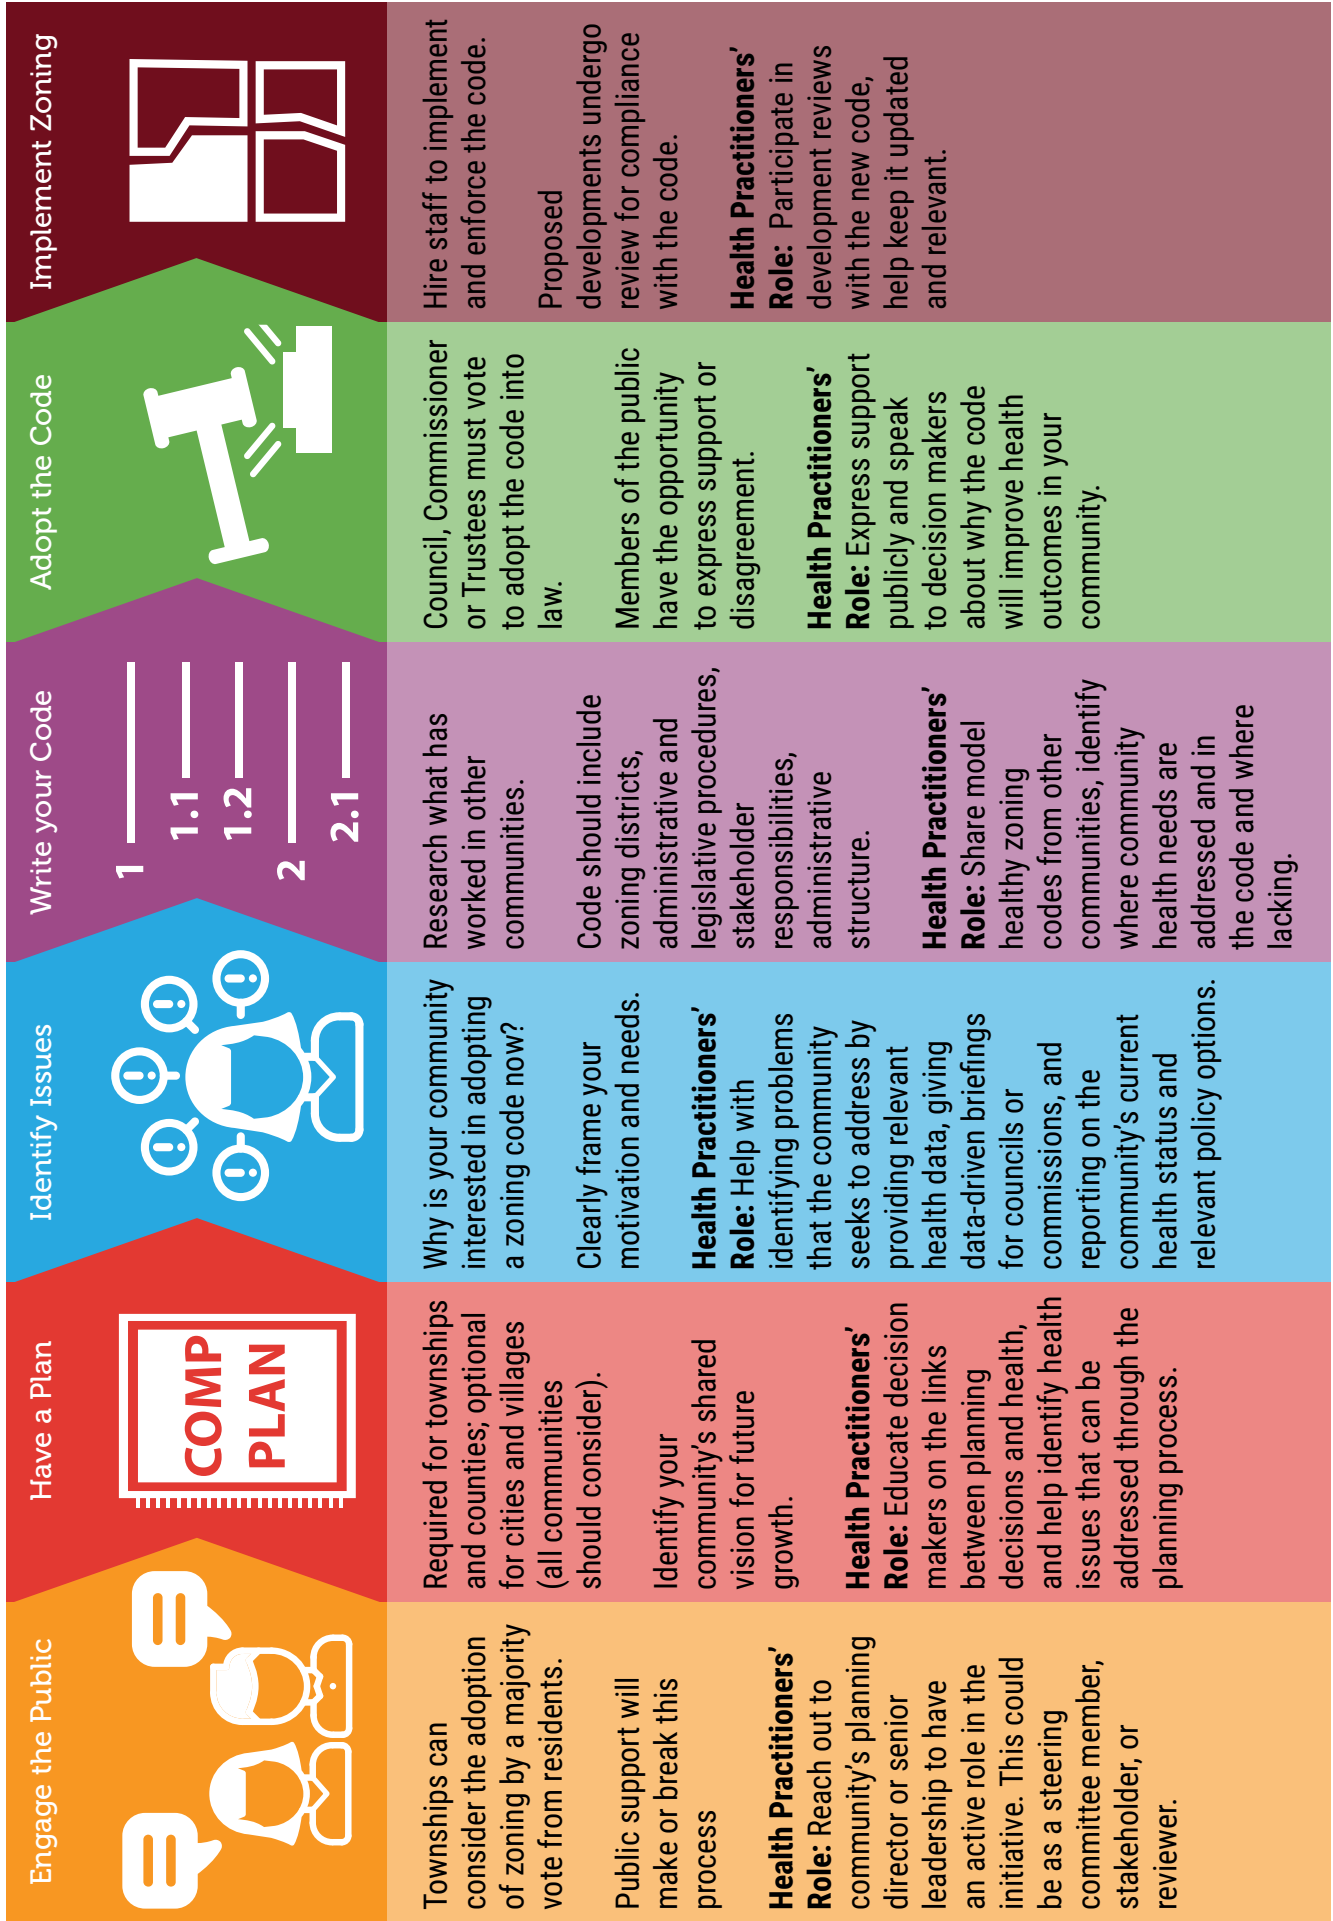 Engage the Public
Townships can
consider the adoption
of zoning by a majority
vote from residents.
Public support will
make or break this
process
Health Practitioners’
Role: Reach out to
community’s planning
director or senior
leadership to have
an active role in the
initiative. This could
be as a steering
committee member,
stakeholder, or
reviewer.
Have a Plan
COMP
PLAN
Required for townships
and counties; optional
for cities and villages
(all communities
should consider).
Identify your
community’s shared
vision for future
growth.
Health Practitioners’
Role: Educate decision
makers on the links
between planning
decisions and health,
and help identify health
issues that can be
addressed through the
planning process.
Identify Issues
Why is your community
interested in adopting
a zoning code now?
Clearly frame your
motivation and needs.
Health Practitioners’
Role: Help with
identifying problems
that the community
seeks to address by
providing relevant
health data, giving
data-driven briefings
for councils or
commissions, and
reporting on the
community’s current
health status and
relevant policy options.
Write your Code
1
1.1
1.2
2
2.1
Research what has
worked in other
communities.
Code should include
zoning districts,
administrative and
legislative procedures,
stakeholder
responsibilities,
administrative
structure.
Health Practitioners’
Role: Share model
healthy zoning
codes from other
communities, identify
where community
health needs are
addressed and in
the code and where
lacking.
Adopt the Code
Council, Commissioner
or Trustees must vote
to adopt the code into
law.
Members of the public
have the opportunity
to express support or
disagreement.
Health Practitioners’
Role: Express support
publicly and speak
to decision makers
about why the code
will improve health
outcomes in your
community.
Implement Zoning
Hire staff to implement
and enforce the code.
Proposed
developments undergo
review for compliance
with the code.
Health Practitioners’
Role: Participate in
development reviews
with the new code,
help keep it updated
and relevant.